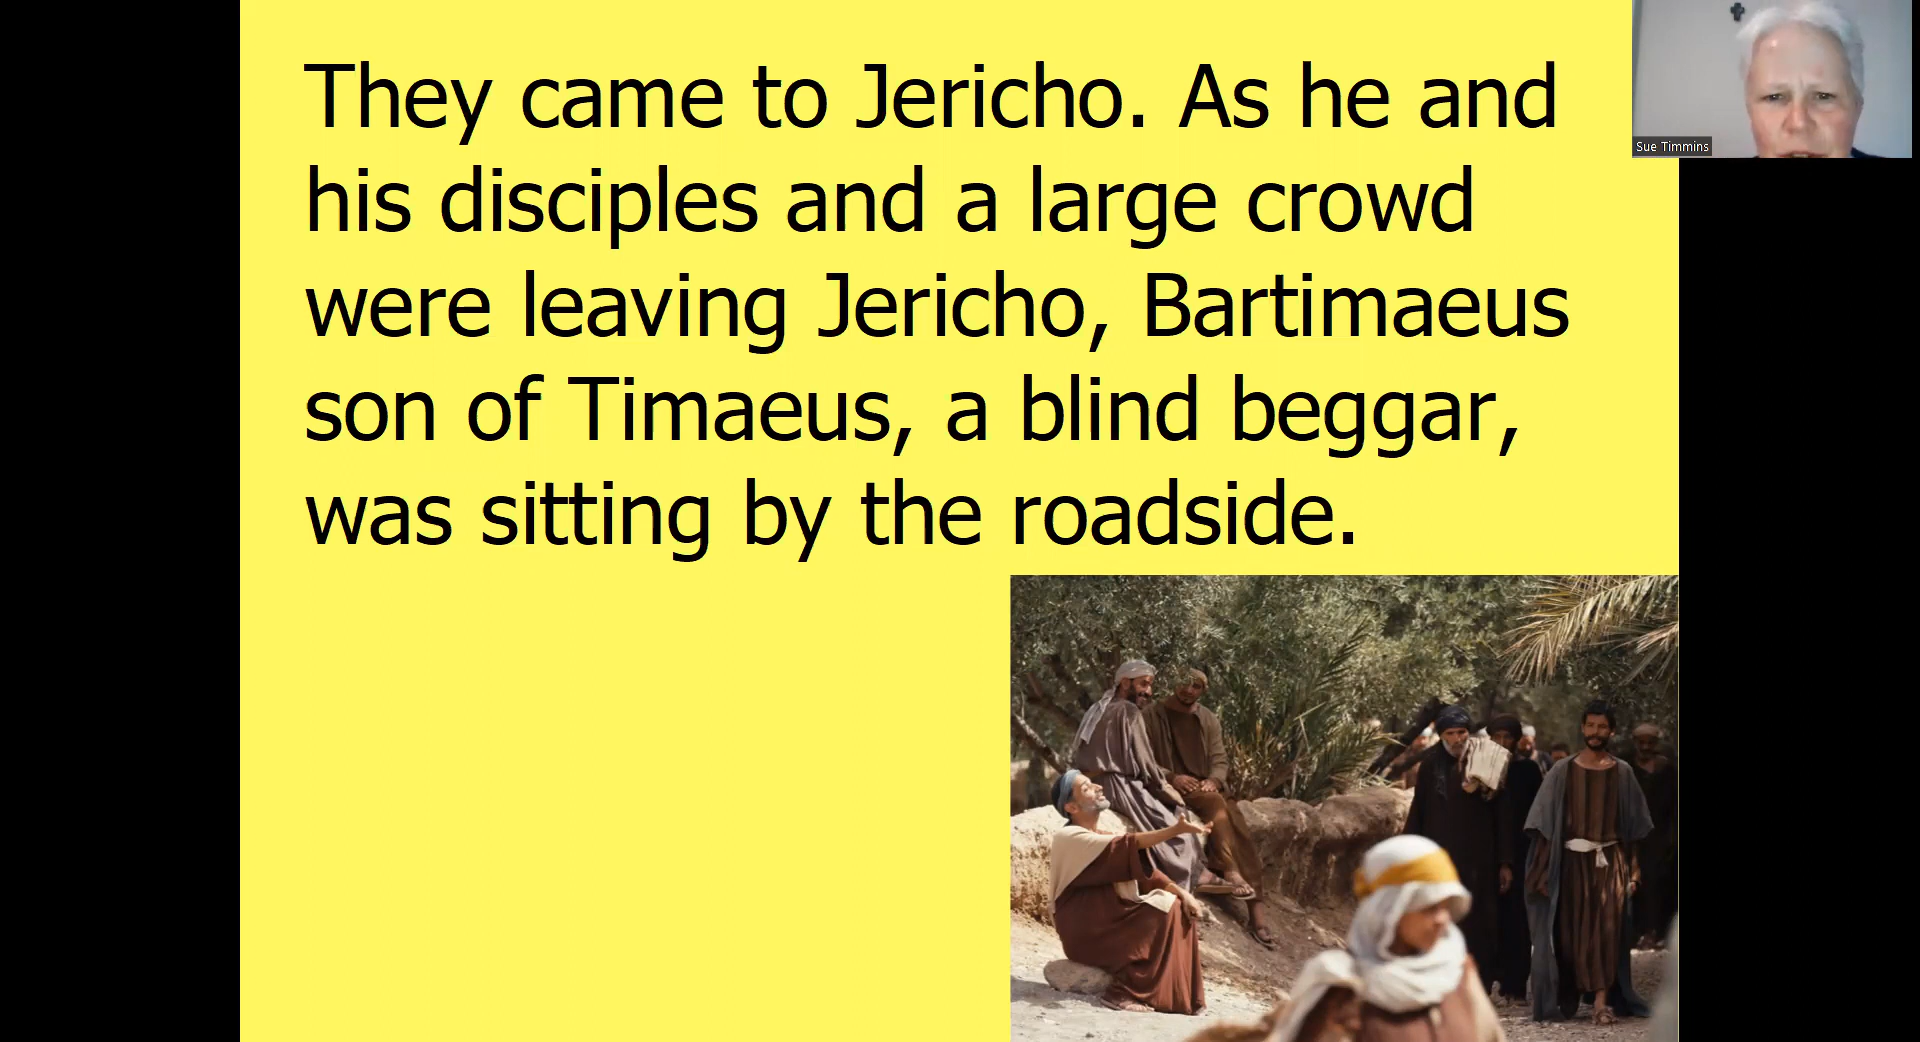 They came to Jericho. As he and
his disciples and a large crowd
were leaving Jericho, Bartimaeus
son of Timaeus, a blind beggar,
was sitting by the roadside.
Sue Timmins